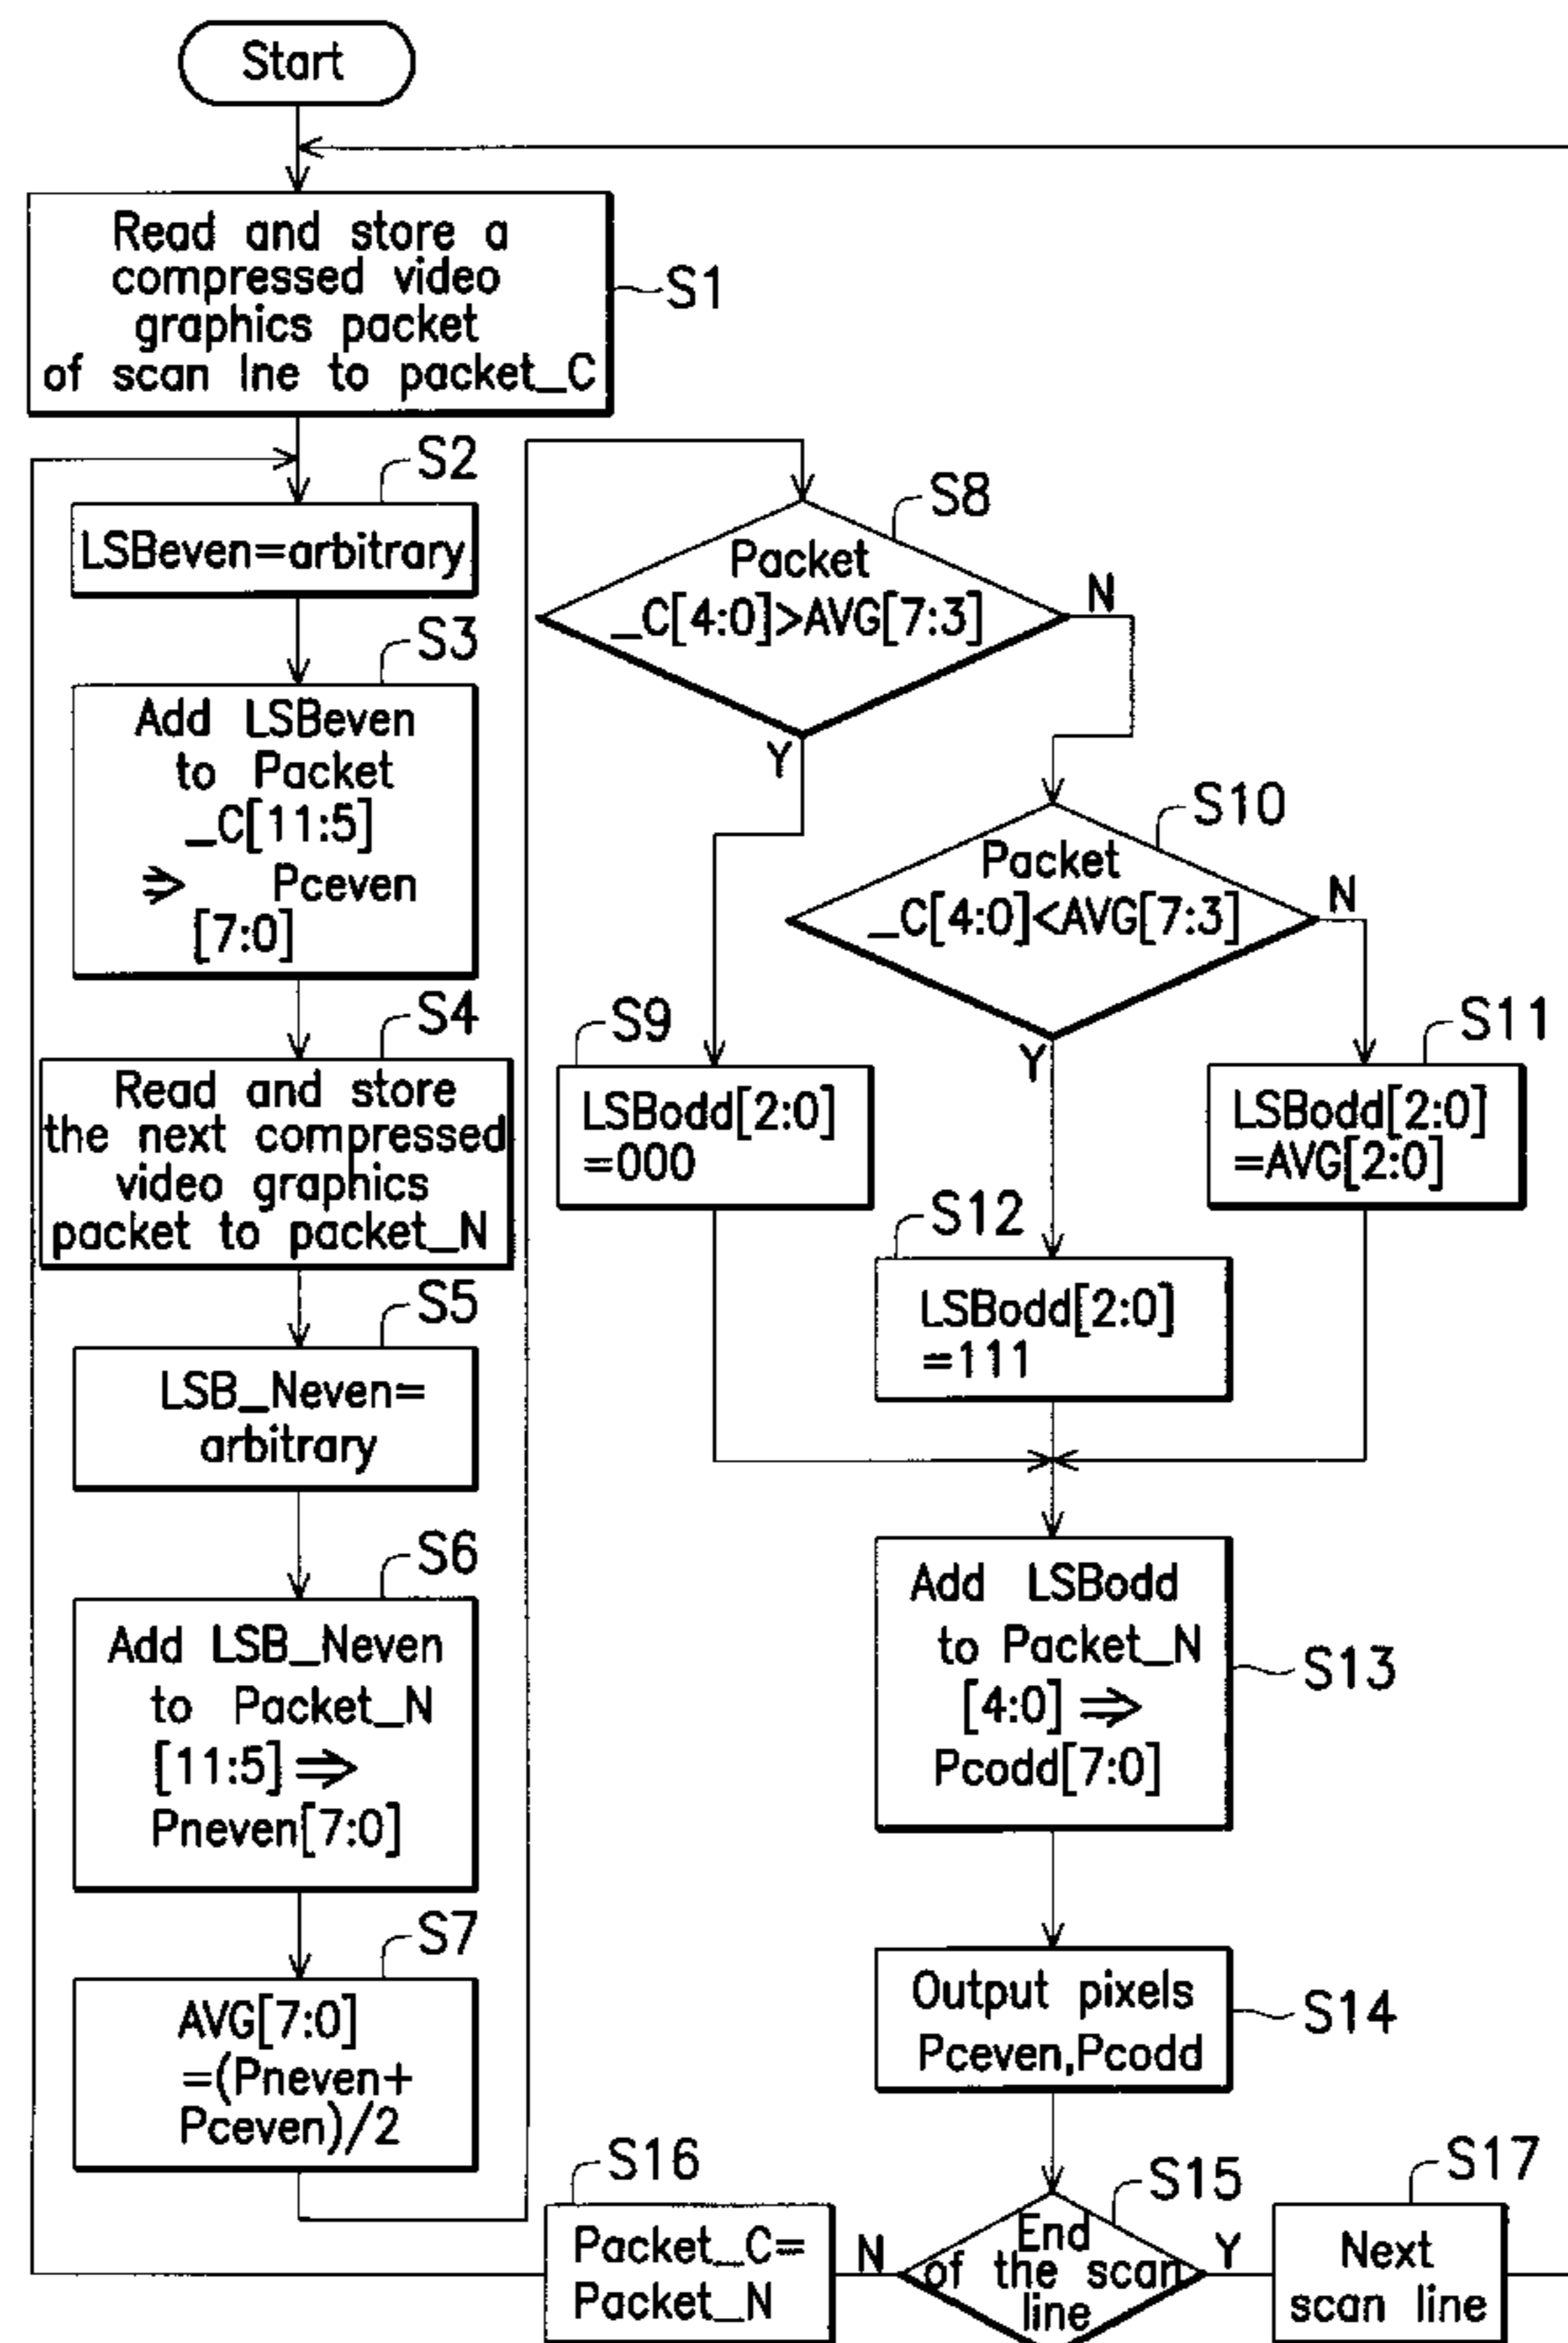 Start
Read and store a
compressed video
graphics packet
of scan lne to packet_C
S1
S2
LSBeven=arbitrary
S3
Add LSBeven
to Packet
_C[11:5]
⇒ Pceven
[7:0]
S4
Read and store
the next compressed
video graphics
packet to packet_N
S5
LSB_Neven=
arbitrary
S6
Add LSB_Neven
to Packet_N
[11:5] ⇒
Pneven[7:0]
S7
AVG[7:0]
=(Pneven+
Pceven)/2
S8
Packet
_C[4:0]>AVG[7:3]
N
Y
S10
Packet
_C[4:0]<AVG[7:3]
N
Y
S9
LSBodd[2:0]
=000
S11
LSBodd[2:0]
=AVG[2:0]
S12
LSBodd[2:0]
=111
Add LSBodd
to Packet_N
[4:0] ⇒
Pcodd[7:0]
S13
Output pixels
Pceven,Pcodd
S14
S15
End
of the scan
line
N
Y
S16
Packet_C=
Packet_N
S17
Next
scan line